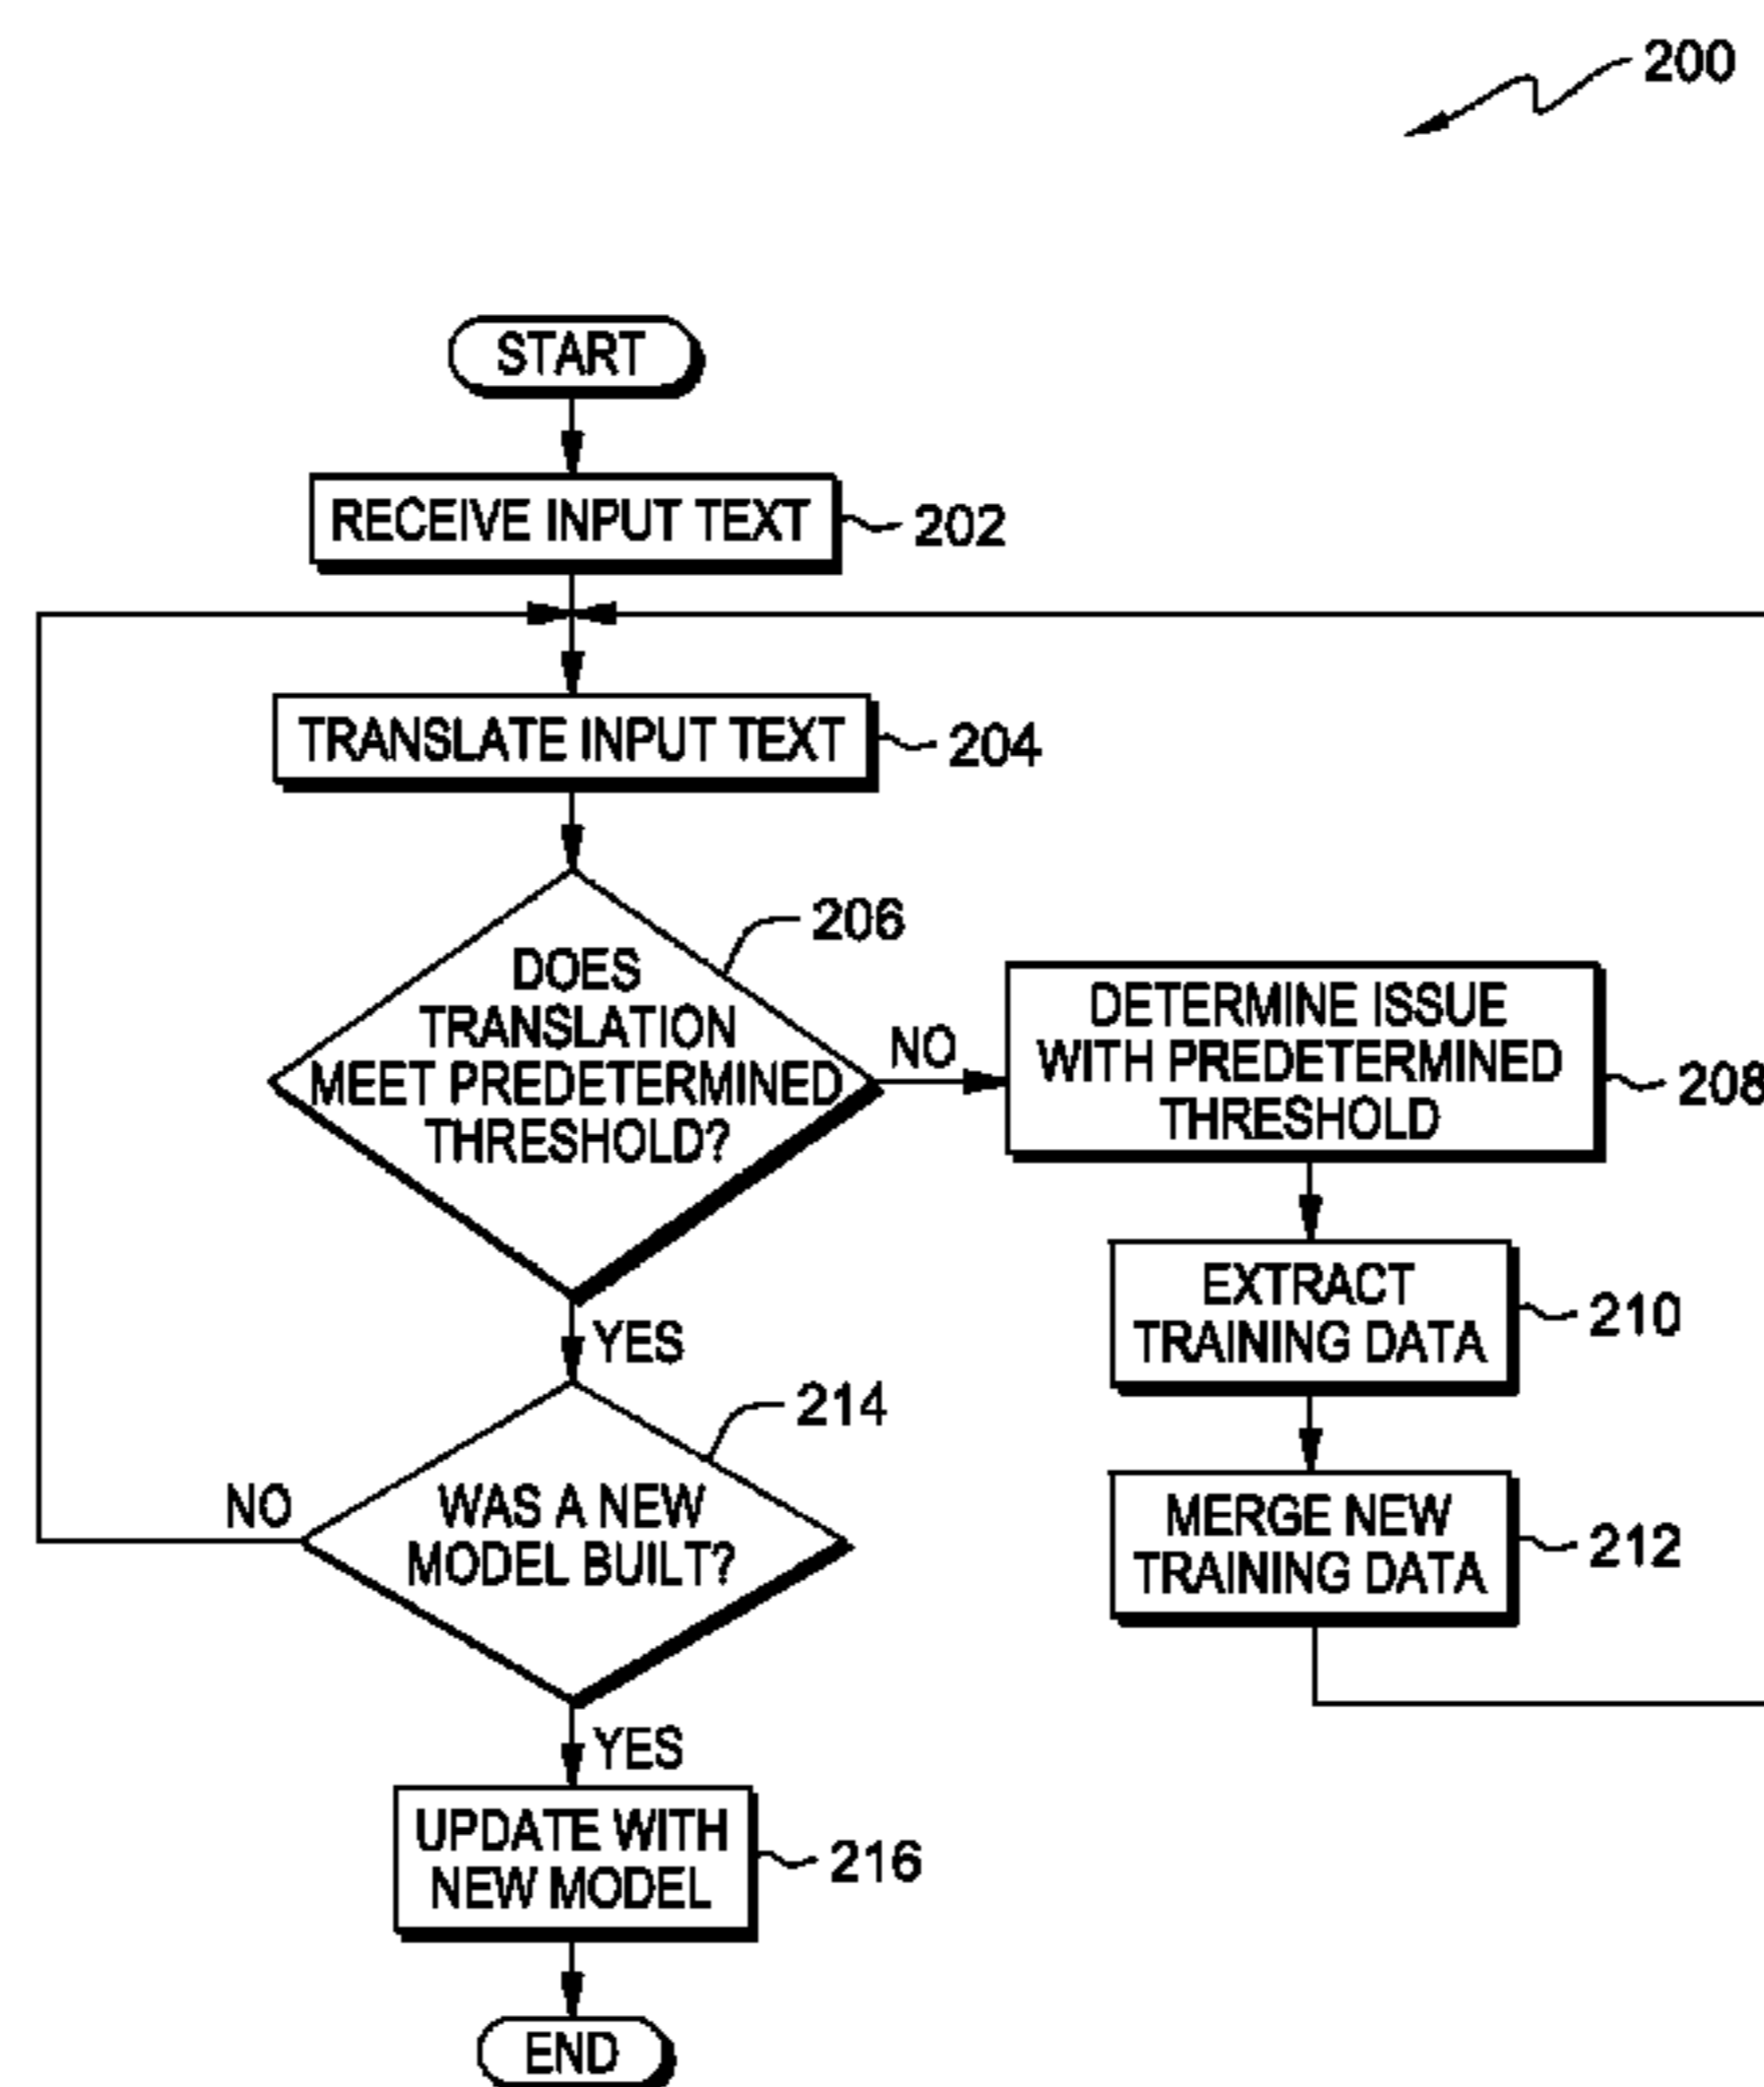 200
START
RECEIVE INPUT TEXT
202
TRANSLATE INPUT TEXT
204
206
DOES
TRANSLATION
MEET PREDETERMINED
THRESHOLD?
NO
DETERMINE ISSUE
WITH PREDETERMINED
THRESHOLD
208
YES
EXTRACT
TRAINING DATA
210
214
NO
WAS A NEW
MODEL BUILT?
MERGE NEW
TRAINING DATA
212
YES
UPDATE WITH
NEW MODEL
216
END